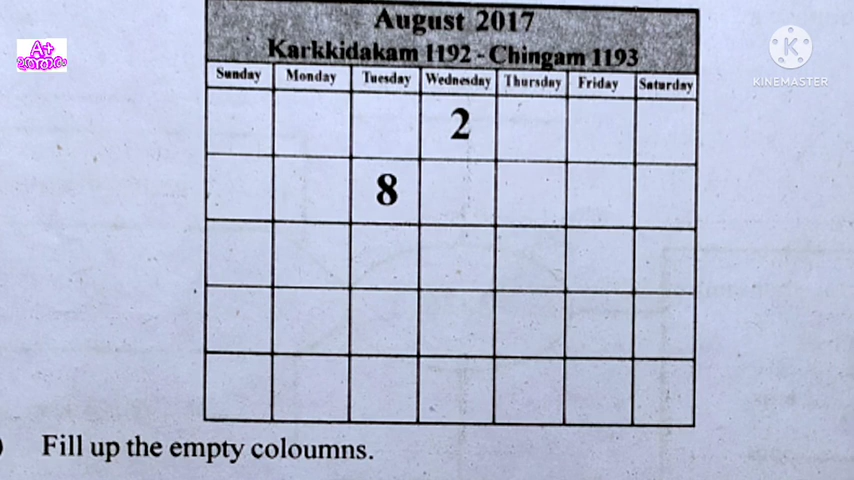 A+
KINEMASTER
August 2017
Karkkidakam 1192 - Chingam 1193
Sunday Monday Tuesday Wednesday Thursday Friday Saturday
2
8
) Fill up the empty coloumns.